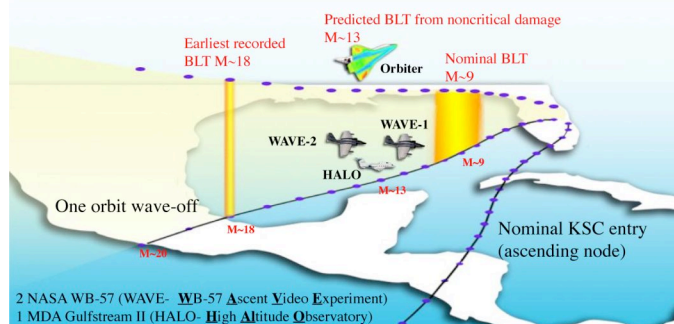 Predicted BLT from noncritical damage
M~13
Earliest recorded
BLT M~18
Orbiter
Nominal BLT
M~9
WAVE-1
WAVE-2
HALO
M~9
M~13
One orbit wave-off
M~18
Nominal KSC entry
(ascending node)
M~20
2 NASA WB-57 (WAVE- WB-57 Ascent Video Experiment)
1 MDA Gulfstream II (HALO- High Altitude Observatory)